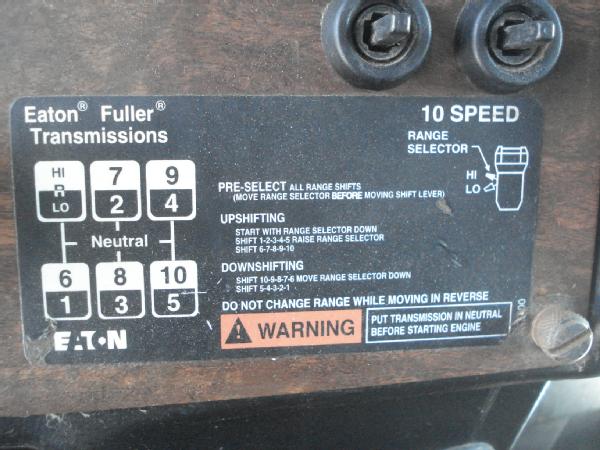 Eaton® Fuller®
Transmissions
10 SPEED
RANGE
SELECTOR
HI
LO
HI
R
LO
7
2
9
4
Neutral
6
1
8
3
10
5
PRE-SELECT ALL RANGE SHIFTS
(MOVE RANGE SELECTOR BEFORE MOVING SHIFT LEVER)
UPSHIFTING
START WITH RANGE SELECTOR DOWN
SHIFT 1-2-3-4-5 RAISE RANGE SELECTOR
SHIFT 6-7-8-9-10
DOWNSHIFTING
SHIFT 10-9-8-7-6 MOVE RANGE SELECTOR DOWN
SHIFT 5-4-3-2-1
DO NOT CHANGE RANGE WHILE MOVING IN REVERSE
WARNING
PUT TRANSMISSION IN NEUTRAL
BEFORE STARTING ENGINE
EATON